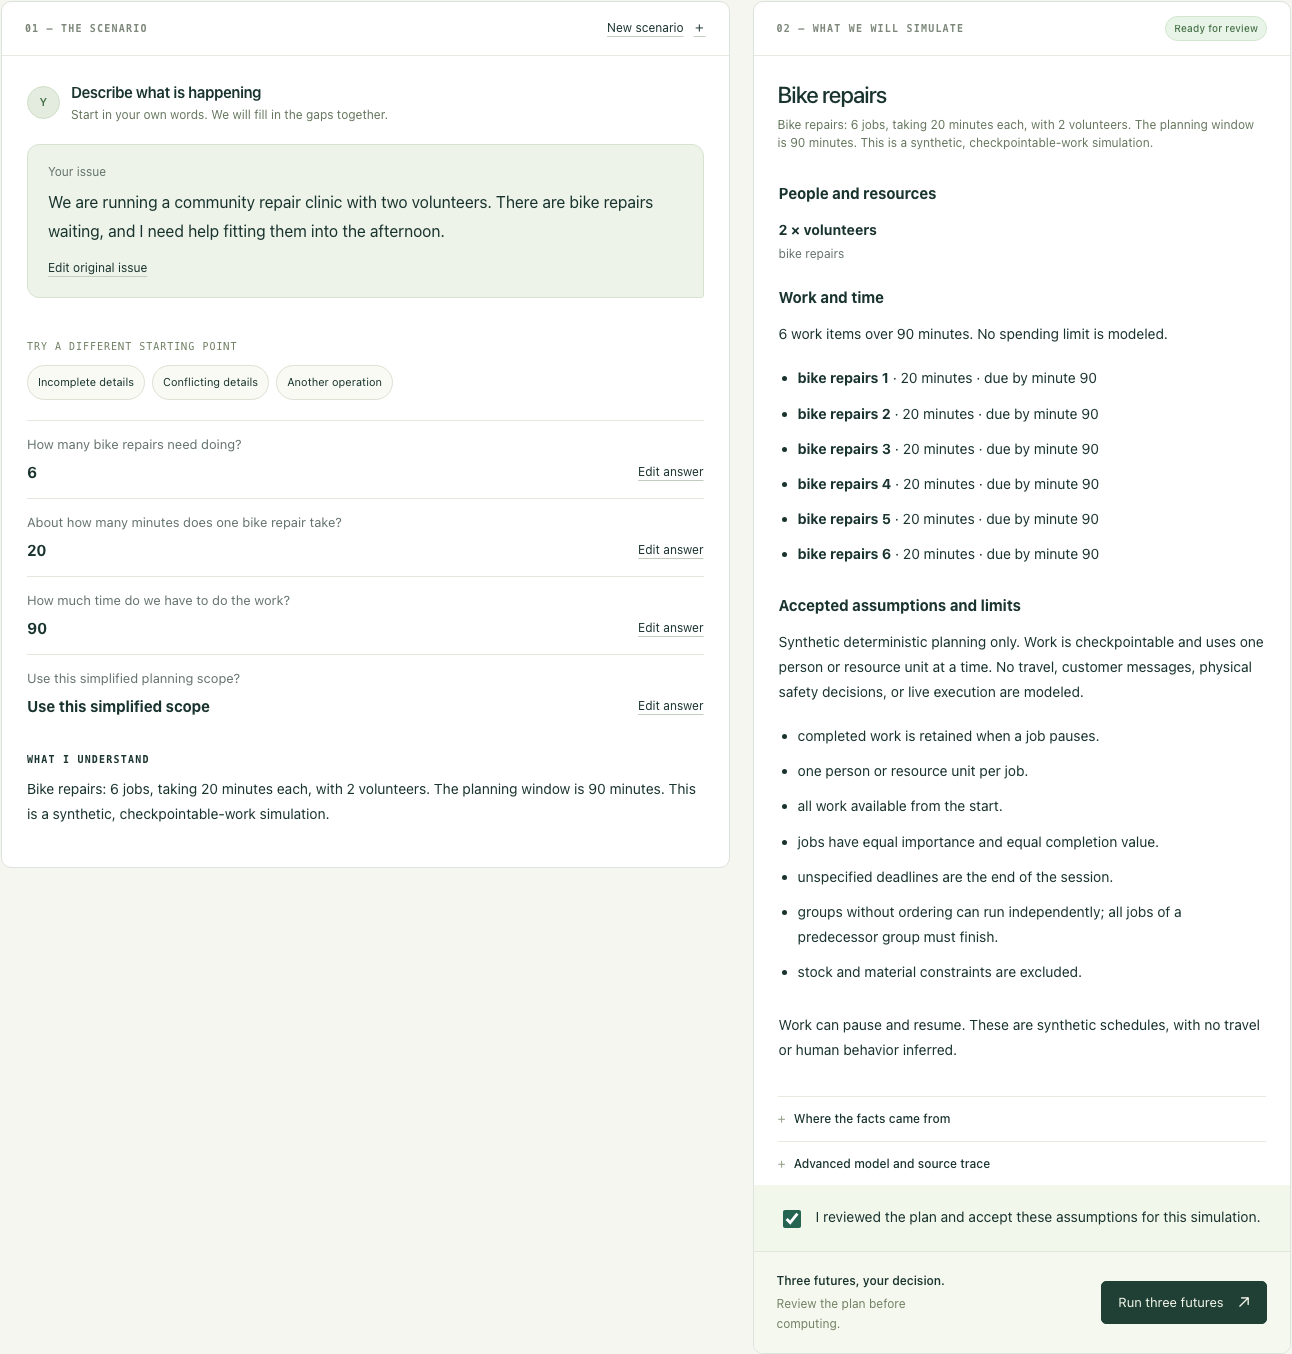 01 — THE SCENARIO
New scenario +
Y
Describe what is happening
Start in your own words. We will fill in the gaps together.
Your issue
We are running a community repair clinic with two volunteers. There are bike repairs
waiting, and I need help fitting them into the afternoon.
Edit original issue
TRY A DIFFERENT STARTING POINT
Incomplete details
Conflicting details
Another operation
How many bike repairs need doing?
6
Edit answer
About how many minutes does one bike repair take?
20
Edit answer
How much time do we have to do the work?
90
Edit answer
Use this simplified planning scope?
Use this simplified scope
Edit answer
WHAT I UNDERSTAND
Bike repairs: 6 jobs, taking 20 minutes each, with 2 volunteers. The planning window is 90 minutes. This
is a synthetic, checkpointable-work simulation.
02 — WHAT WE WILL SIMULATE
Ready for review
Bike repairs
Bike repairs: 6 jobs, taking 20 minutes each, with 2 volunteers. The planning window
is 90 minutes. This is a synthetic, checkpointable-work simulation.
People and resources
2 × volunteers
bike repairs
Work and time
6 work items over 90 minutes. No spending limit is modeled.
• bike repairs 1 · 20 minutes · due by minute 90
• bike repairs 2 · 20 minutes · due by minute 90
• bike repairs 3 · 20 minutes · due by minute 90
• bike repairs 4 · 20 minutes · due by minute 90
• bike repairs 5 · 20 minutes · due by minute 90
• bike repairs 6 · 20 minutes · due by minute 90
Accepted assumptions and limits
Synthetic deterministic planning only. Work is checkpointable and uses one
person or resource unit at a time. No travel, customer messages, physical
safety decisions, or live execution are modeled.
• completed work is retained when a job pauses.
• one person or resource unit per job.
• all work available from the start.
• jobs have equal importance and equal completion value.
• unspecified deadlines are the end of the session.
• groups without ordering can run independently; all jobs of a
predecessor group must finish.
• stock and material constraints are excluded.
Work can pause and resume. These are synthetic schedules, with no travel
or human behavior inferred.
+ Where the facts came from
+ Advanced model and source trace
I reviewed the plan and accept these assumptions for this simulation.
Three futures, your decision.
Review the plan before
computing.
Run three futures ↗